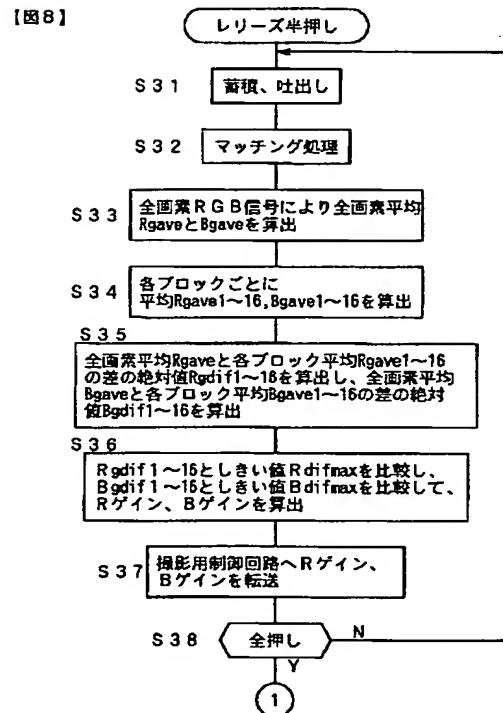 【図8】
レリーズ半押し
S31
蓄積、吐出し
S32
マッチング処理
S33
全画素RGB信号により全画素平均
RgaveとBgaveを算出
S34
各ブロックごとに
平均Rgave1～16,Bgave1～16を算出
S35
全画素平均Rgaveと各ブロック平均Rgave1～16
の差の絶対値Rgdif1～16を算出し、全画素平均
Bgaveと各ブロック平均Bgave1～16の差の絶対
値Bgdif1～16を算出
S36
Rgdif1～16としきい値Rdifmaxを比較し、
Bgdif1～16としきい値Bdifmaxを比較して、
Rゲイン、Bゲインを算出
S37
撮影用制御回路へRゲイン、
Bゲインを転送
S38
全押し
N
Y
1